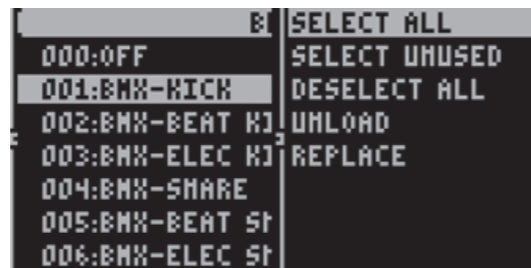 000:OFF
001:BMX-KICK
002:BMX-BEAT
003:BMX-ELEC
004:BMX-SNARE
005:BMX-BEAT
006:BMX-ELEC
SELECT ALL
SELECT UNUSED
DESELECT ALL
UNLOAD
REPLACE